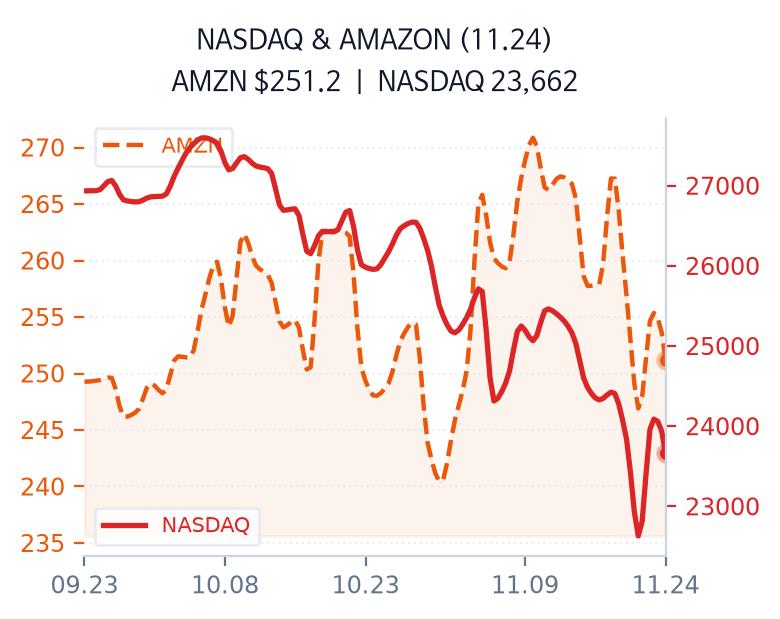 NASDAQ & AMAZON (11.24)
AMZN $251.2 | NASDAQ 23,662
AMZN
270
265
260
255
250
245
240
235
27000
26000
25000
24000
23000
NASDAQ
09.23 10.08 10.23 11.09 11.24